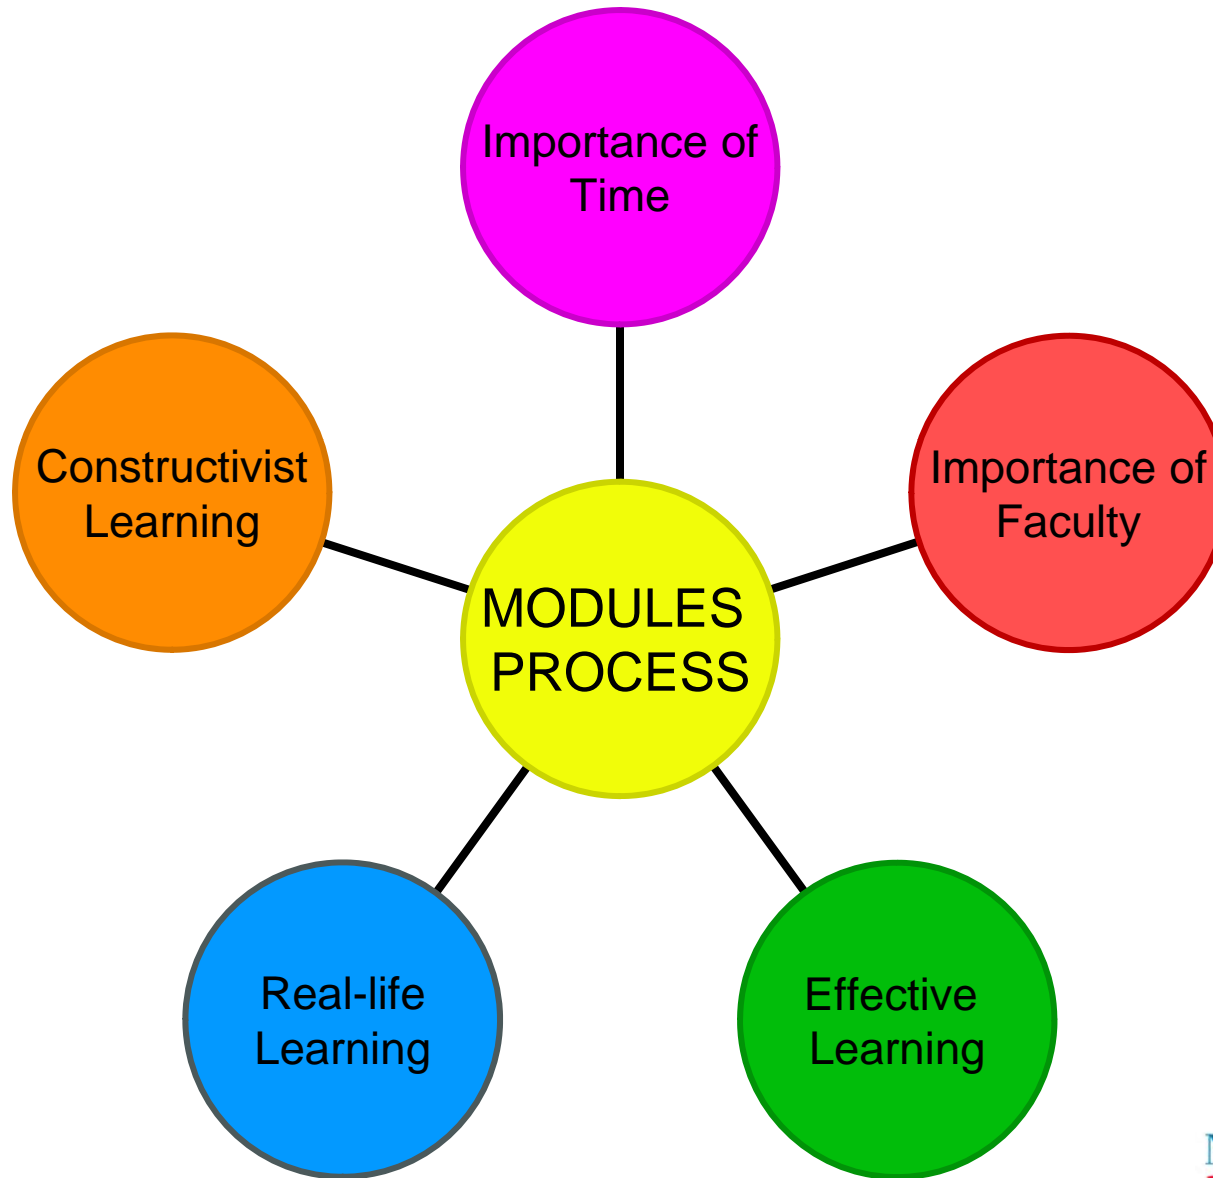 Importance of
Time
Constructivist
Learning
Importance of
Faculty
MODULES
PROCESS
Real-life
Learning
Effective
Learning